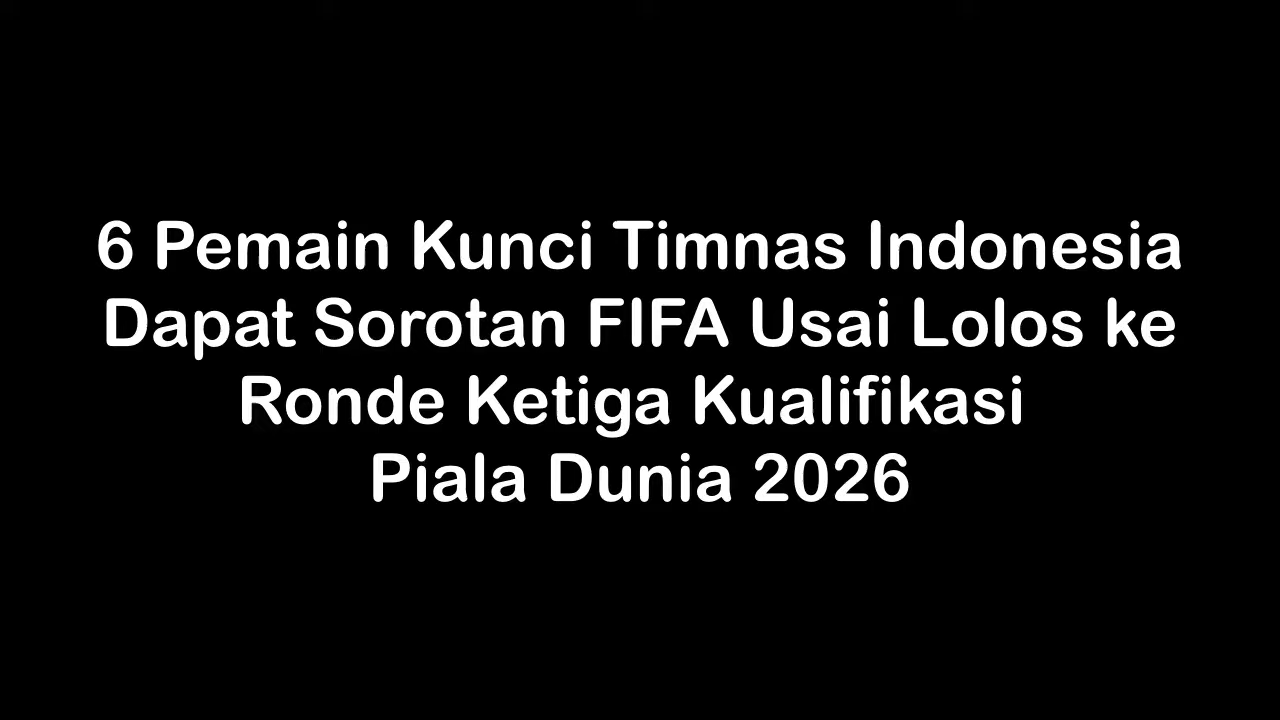 6 Pemain Kunci Timnas Indonesia
Dapat Sorotan FIFA Usai Lolos ke
Ronde Ketiga Kualifikasi
Piala Dunia 2026